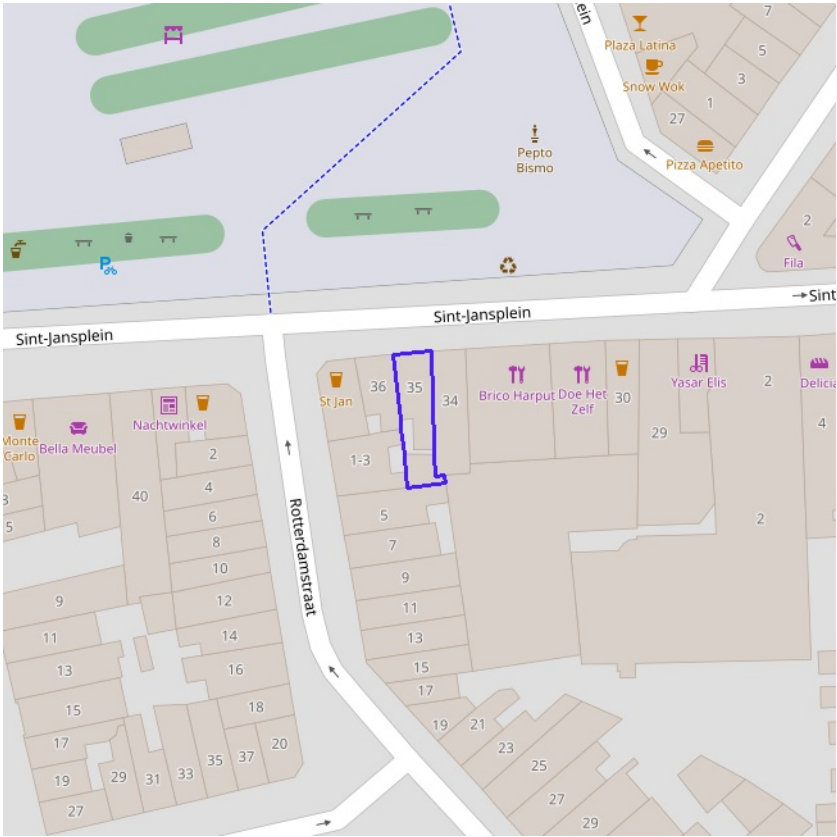 ein
7
Plaza Latina
5
Snow Wok
3
1
27
Pizza Apetito
Pepto
Bismo
2
Fila
Sint-Jansplein
Sint-Jansplein
Sint
St Jan
36
35
34
Brico Harput
Doe Het
Zelf
30
Yasar Elis
2
Delicia
29
4
Monte
Carlo
Bella Meubel
Nachtwinkel
2
1-3
40
4
3
5
6
5
2
8
7
10
9
Rotterdamstraat
9
12
11
11
14
13
13
16
15
15
17
18
19
21
17
20
23
35
37
33
29
31
19
25
27
27
29